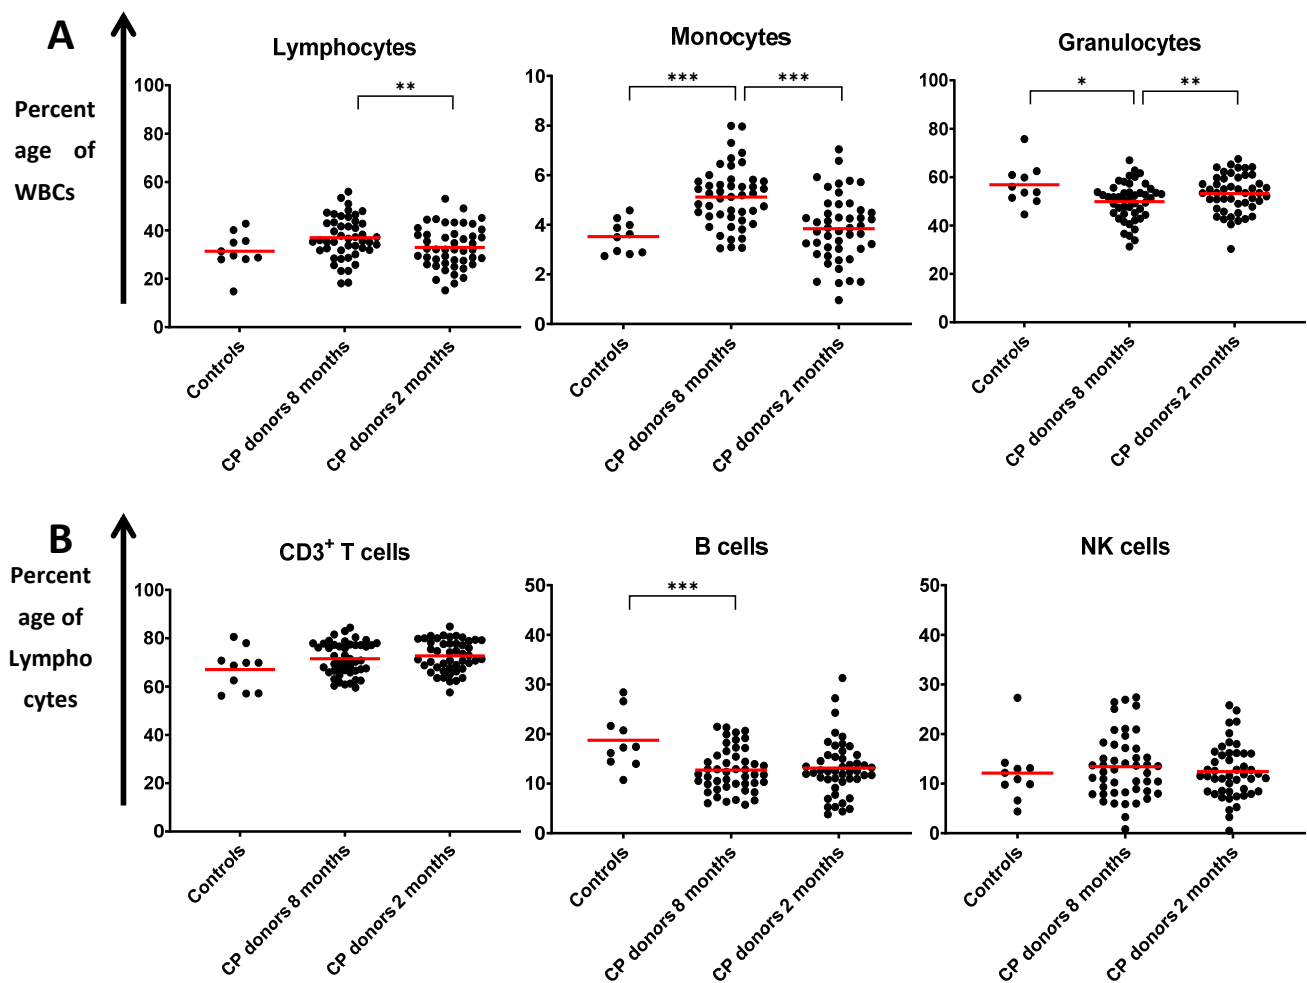 A
Percent
age of
WBCs
Lymphocytes
100
80
60
40
20
0
**
Controls
CP donors 8 months
CP donors 2 months
Monocytes
10
8
6
4
2
0
***
***
Controls
CP donors 8 months
CP donors 2 months
Granulocytes
100
80
60
40
20
0
*
**
Controls
CP donors 8 months
CP donors 2 months
B
Percent
age of
Lympho
cytes
CD3+ T cells
100
80
60
40
20
0
Controls
CP donors 8 months
CP donors 2 months
B cells
50
40
30
20
10
0
***
Controls
CP donors 8 months
CP donors 2 months
NK cells
50
40
30
20
10
0
Controls
CP donors 8 months
CP donors 2 months